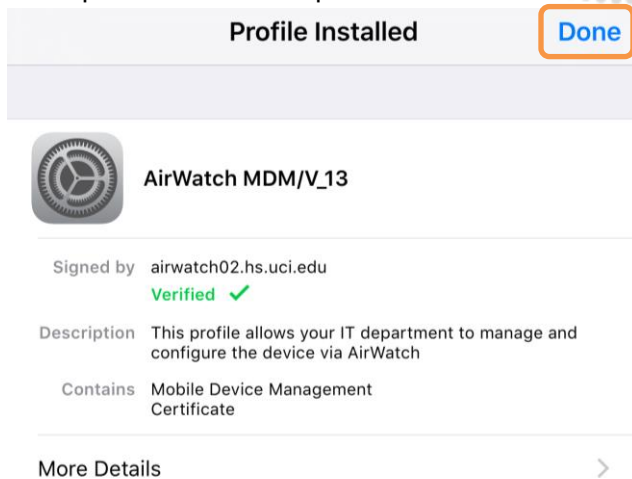 Profile Installed Done
AirWatch MDM/V_13
Signed by airwatch02.hs.uci.edu
Verified ✓
Description This profile allows your IT department to manage and
configure the device via AirWatch
Contains Mobile Device Management
Certificate
More Details